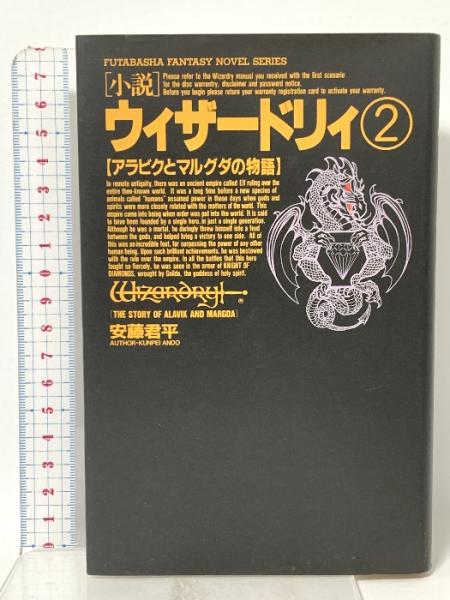 FUTABASHA FANTASY NOVEL SERIES
[小説]
Please refer to the Wizardry manual you received with the first scenario
for the disc warrentry, disclaimer and password notice.
Before you begin please return your warranty registration card to activate your warranty.
ウィザードリィ②
【アラビクとマルグダの物語】
In remote antiquity, there was an ancient empire called Elf ruling over the
entire then-known world. It was a long time before a new species of
animals called "humans" assumed power in those days when gods and
spirits were more closely related with the matters of the world. This
empire came into being when order was put into the world. It is said
to have been founded by a single hero, in just a single generation.
Although he was a mortal, he daringly threw himself into a feud
between the gods, and helped bring a victory to one side. All of
this was an incredible feat, far surpassing the power of any other
human being. Upon such brilliant achievements, he was bestowed
with the rule over the empire. In all the battles that this hero
fought so fiercely, he was seen in the armor of KNIGHT OF
DIAMONDS, wrought by Gnilda, the goddess of holy spirit.
Wizardry ®
[THE STORY OF ALAVIK AND MARGDA]
安藤君平
AUTHOR-KUNPEI ANDO